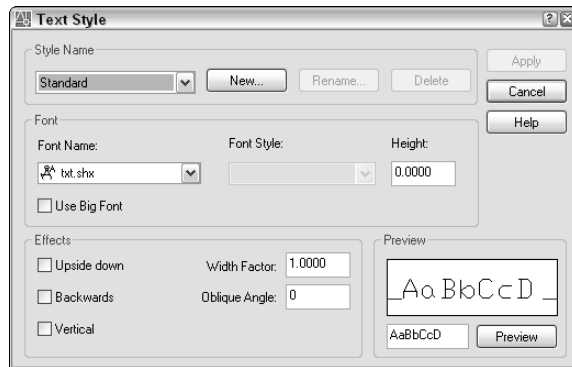 Text Style
Style Name
Standard
New...
Rename...
Delete
Apply
Cancel
Help
Font
Font Name:
Font Style:
Height:
txt.shx
0.0000
Use Big Font
Effects
Upside down
Width Factor: 1.0000
Backwards
Oblique Angle: 0
Vertical
Preview
AaBbCcD
AaBbCcD
Preview